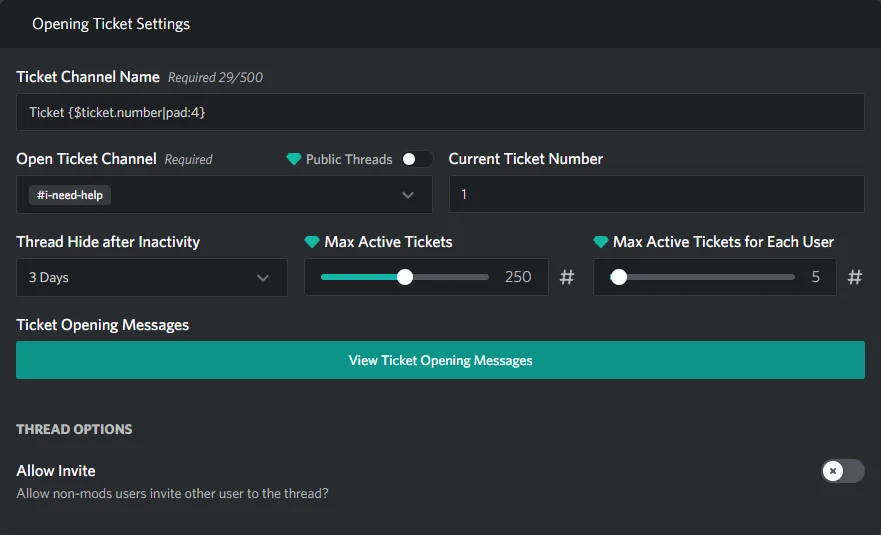 Opening Ticket Settings
Ticket Channel Name Required 29/500
Ticket {$ticket.number|pad:4}
Open Ticket Channel Required Public Threads Current Ticket Number
#i-need-help 1
Thread Hide after Inactivity Max Active Tickets Max Active Tickets for Each User
3 Days 250 # 5 #
Ticket Opening Messages
View Ticket Opening Messages
THREAD OPTIONS
Allow Invite
Allow non-mods users invite other user to the thread?